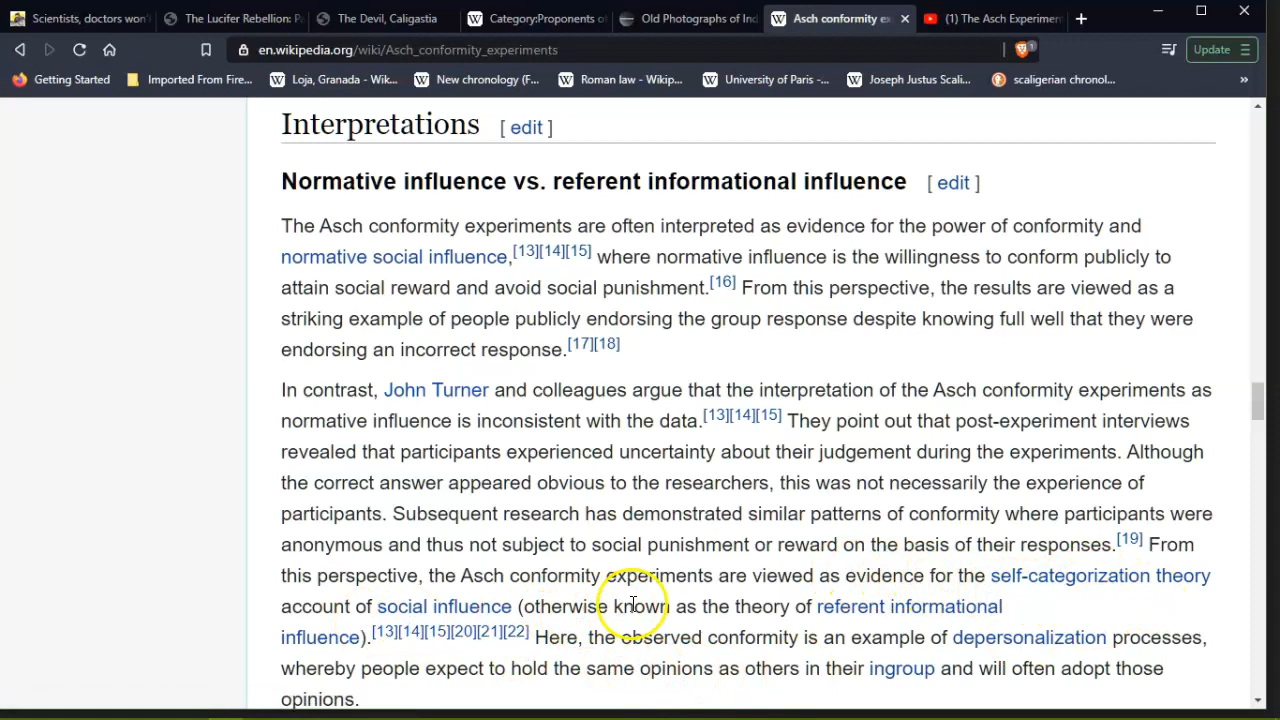 Scientists, doctors won'
The Lucifer Rebellion: Pa
The Devil, Caligastia
Category:Proponents of
Old Photographs of Ind
Asch conformity ex
(1) The Asch Experimen
en.wikipedia.org/wiki/Asch_conformity_experiments
1
Update
Getting Started
Imported From Fire...
Loja, Granada - Wik...
New chronology (F...
Roman law - Wikip...
University of Paris -...
Joseph Justus Scali...
scaligerian chronol...
»
Interpretations [ edit ]
Normative influence vs. referent informational influence [ edit ]
The Asch conformity experiments are often interpreted as evidence for the power of conformity and
normative social influence,[13][14][15] where normative influence is the willingness to conform publicly to
attain social reward and avoid social punishment.[16] From this perspective, the results are viewed as a
striking example of people publicly endorsing the group response despite knowing full well that they were
endorsing an incorrect response.[17][18]
In contrast, John Turner and colleagues argue that the interpretation of the Asch conformity experiments as
normative influence is inconsistent with the data.[13][14][15] They point out that post-experiment interviews
revealed that participants experienced uncertainty about their judgement during the experiments. Although
the correct answer appeared obvious to the researchers, this was not necessarily the experience of
participants. Subsequent research has demonstrated similar patterns of conformity where participants were
anonymous and thus not subject to social punishment or reward on the basis of their responses.[19] From
this perspective, the Asch conformity experiments are viewed as evidence for the self-categorization theory
account of social influence (otherwise known as the theory of referent informational
influence).[13][14][15][20][21][22] Here, the observed conformity is an example of depersonalization processes,
whereby people expect to hold the same opinions as others in their ingroup and will often adopt those
opinions.